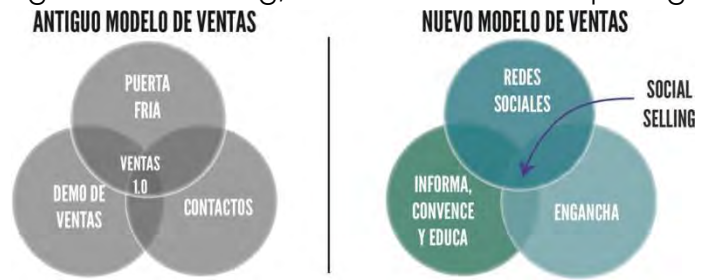 ANTIGUO MODELO DE VENTAS
PUERTA
FRIA
VENTAS
1.0
DEMO DE
VENTAS
CONTACTOS
NUEVO MODELO DE VENTAS
REDES
SOCIALES
SOCIAL
SELLING
INFORMA,
CONVENCE
Y EDUCA
ENGANCHA